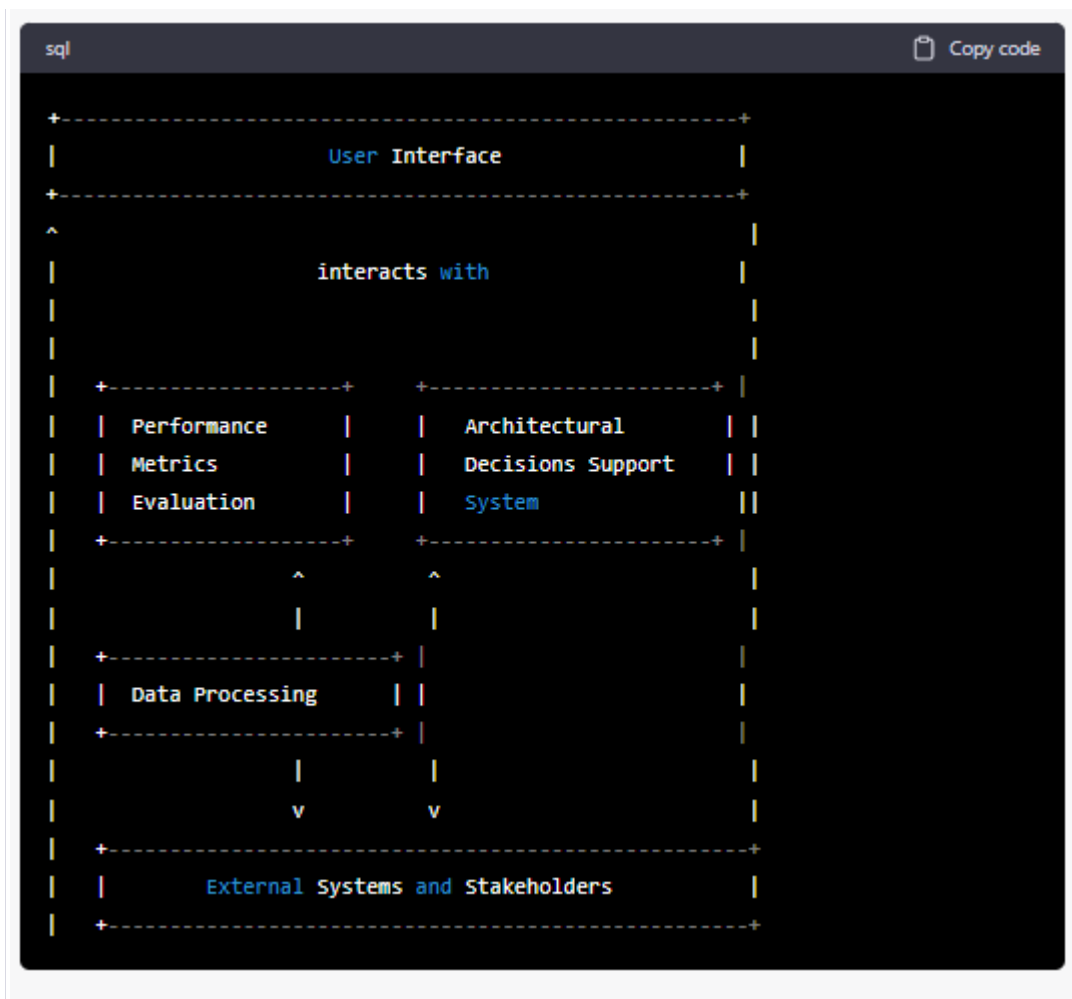 sql Copy code
+-------------------------------------------------------+
|                      User Interface                   |
+-------------------------------------------------------+
^                                                        |
|                     interacts with                    |
|                                                        |
|                                                        |
|   +-------------------+     +-----------------------+ |
|   |  Performance      |     |   Architectural        | |
|   |  Metrics          |     |   Decisions Support    | |
|   |  Evaluation       |     |   System                ||
|   +-------------------+     +-----------------------+ |
|                   ^          ^                         |
|                   |          |                         |
|   +-----------------------+ |                         |
|   |  Data Processing      | |                         |
|   +-----------------------+ |                         |
|                   |          |                         |
|                   v          v                         |
|   +----------------------------------------------------+
|   |        External Systems and Stakeholders           |
|   +----------------------------------------------------+